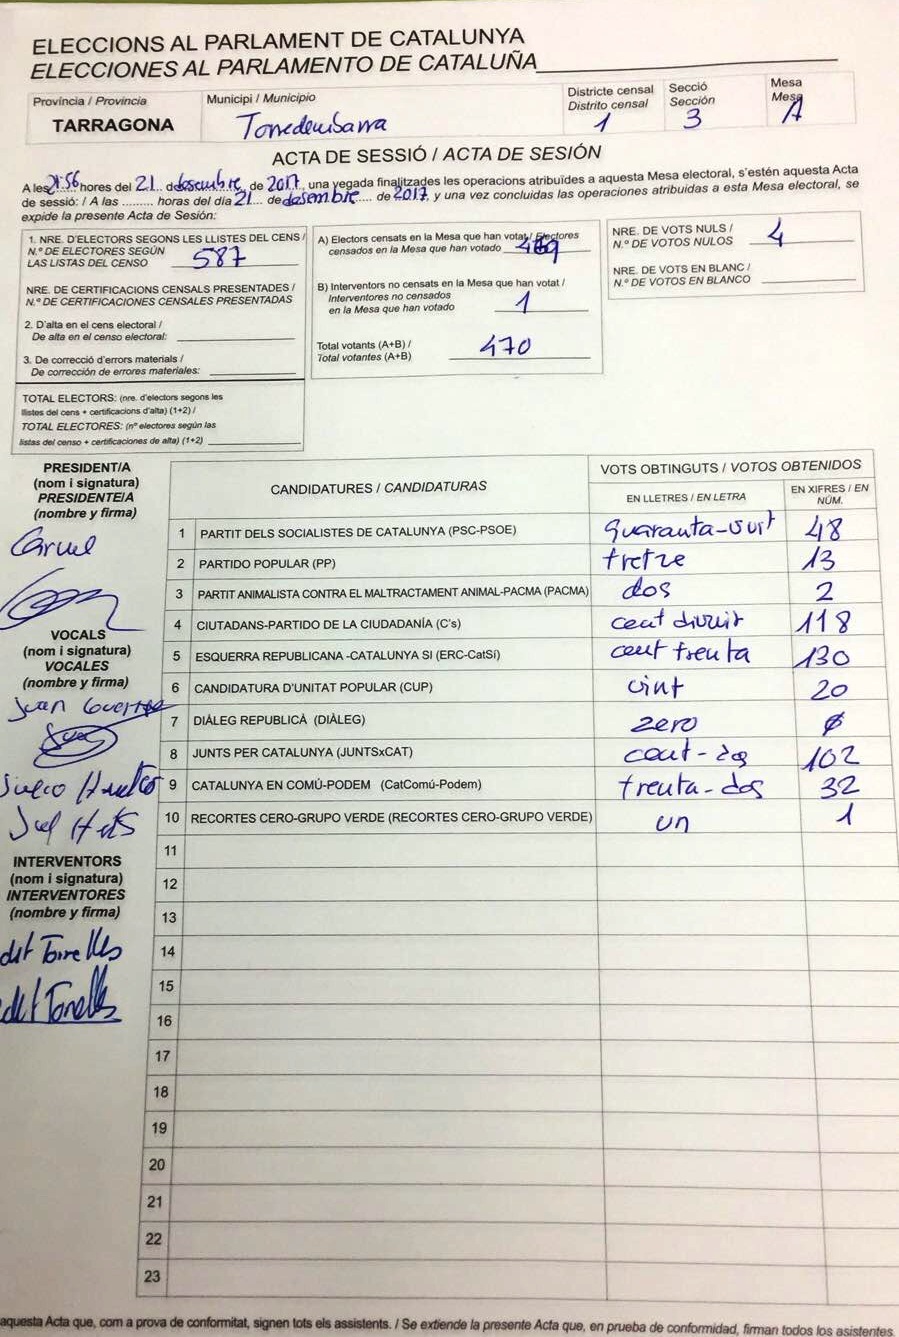 ELECCIONS AL PARLAMENT DE CATALUNYA
ELECCIONES AL PARLAMENTO DE CATALUÑA
Província / Provincia
TARRAGONA
Municipi / Municipio
Torredembarra
Districte censal
Distrito censal
1
Secció
Sección
3
Mesa
Mesa
A
ACTA DE SESSIÓ / ACTA DE SESIÓN
A les 21:56 hores del 21 de desembre de 2017, una vegada finalitzades les operacions atribuïdes a aquesta Mesa electoral, s'estén aquesta Acta
de sessió: / A las ......... horas del día 21 de desembre de 2017, y una vez concluidas las operaciones atribuidas a esta Mesa electoral, se
expide la presente Acta de Sesión:
1. NRE. D'ELECTORS SEGONS LES LLISTES DEL CENS /
N.º DE ELECTORES SEGÚN
LAS LISTAS DEL CENSO 587
NRE. DE CERTIFICACIONS CENSALS PRESENTADES /
N.º DE CERTIFICACIONES CENSALES PRESENTADAS
2. D'alta en el cens electoral /
De alta en el censo electoral:
3. De correcció d'errors materials /
De corrección de errores materiales:
TOTAL ELECTORS: (nre. d'electors segons les
llistes del cens + certificacions d'alta) (1+2) /
TOTAL ELECTORES: (nº electores según las
listas del censo + certificaciones de alta) (1+2)
A) Electors censats en la Mesa que han votat / Electores
censados en la Mesa que han votado 469
B) Interventors no censats en la Mesa que han votat /
Interventores no censados
en la Mesa que han votado 1
Total votants (A+B) /
Total votantes (A+B) 470
NRE. DE VOTS NULS /
N.º DE VOTOS NULOS 4
NRE. DE VOTS EN BLANC /
N.º DE VOTOS EN BLANCO
PRESIDENT/A
(nom i signatura)
PRESIDENTE/A
(nombre y firma)
VOCALS
(nom i signatura)
VOCALES
(nombre y firma)
Juan
INTERVENTORS
(nom i signatura)
INTERVENTORES
(nombre y firma)
Torrelles
Torrelles
CANDIDATURES / CANDIDATURAS
VOTS OBTINGUTS / VOTOS OBTENIDOS
EN LLETRES / EN LETRA
EN XIFRES / EN
NÚM.
1 PARTIT DELS SOCIALISTES DE CATALUNYA (PSC-PSOE) quaranta-vuit 48
2 PARTIDO POPULAR (PP) tretze 13
3 PARTIT ANIMALISTA CONTRA EL MALTRACTAMENT ANIMAL-PACMA (PACMA) dos 2
4 CIUTADANS-PARTIDO DE LA CIUDADANÍA (C's) cent divuit 118
5 ESQUERRA REPUBLICANA -CATALUNYA SI (ERC-CatSí) cent trenta 130
6 CANDIDATURA D'UNITAT POPULAR (CUP) vint 20
7 DIÀLEG REPUBLICÀ (DIÀLEG) zero 0
8 JUNTS PER CATALUNYA (JUNTSxCAT) cent-dos 102
9 CATALUNYA EN COMÚ-PODEM (CatComú-Podem) trenta-dos 32
10 RECORTES CERO-GRUPO VERDE (RECORTES CERO-GRUPO VERDE) un 1
11
12
13
14
15
16
17
18
19
20
21
22
23
aquesta Acta que, com a prova de conformitat, signen tots els assistents. / Se extiende la presente Acta que, en prueba de conformidad, firman todos los asistentes.